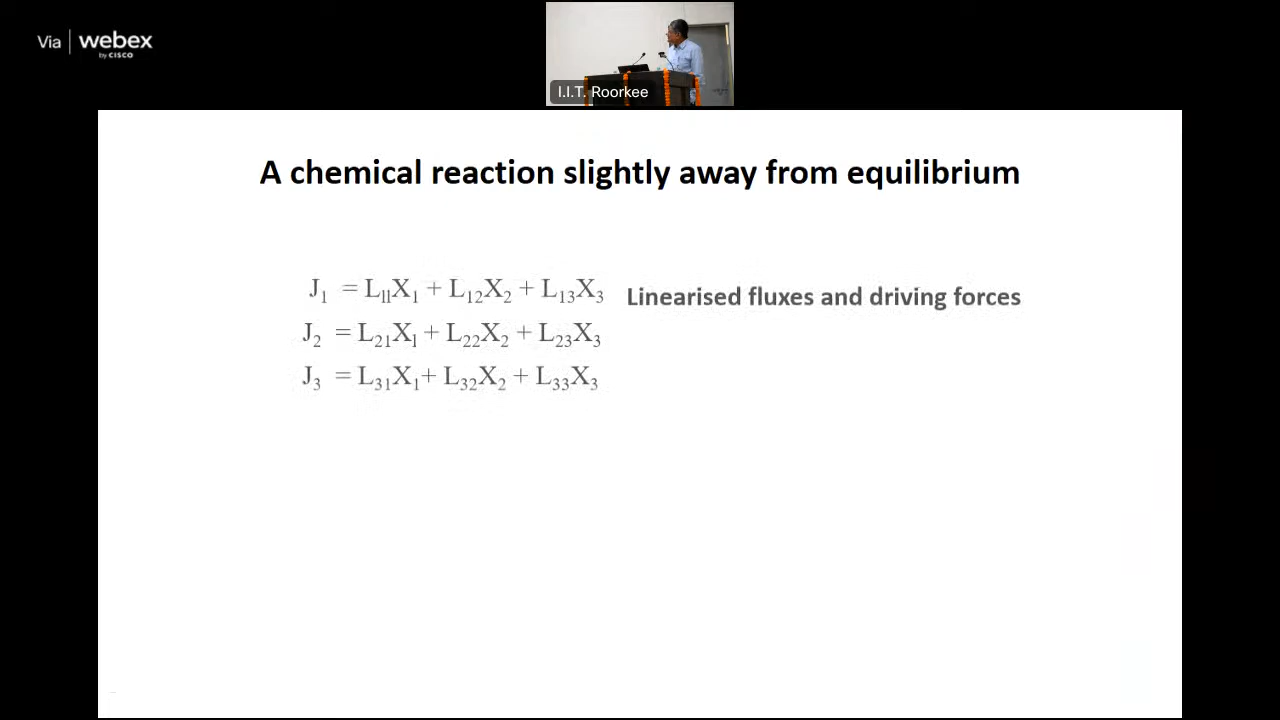 Via | webex
by CISCO
I.I.T. Roorkee
A chemical reaction slightly away from equilibrium
J₁ = L₁₁X₁ + L₁₂X₂ + L₁₃X₃ Linearised fluxes and driving forces
J₂ = L₂₁X₁ + L₂₂X₂ + L₂₃X₃
J₃ = L₃₁X₁+ L₃₂X₂ + L₃₃X₃